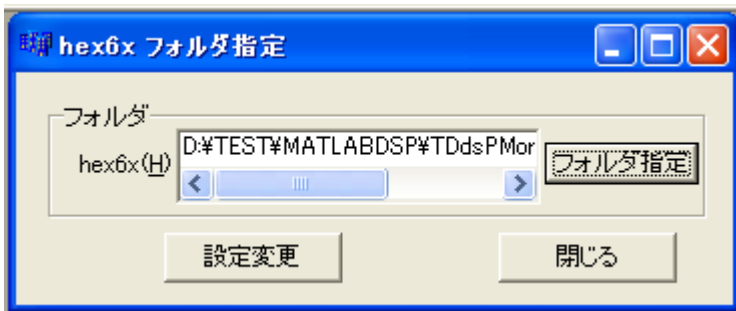 hex6x フォルダ指定
フォルダ
hex6x(H)
D:¥TEST¥MATLABDSP¥TDdsPMor
フォルダ指定
設定変更
閉じる